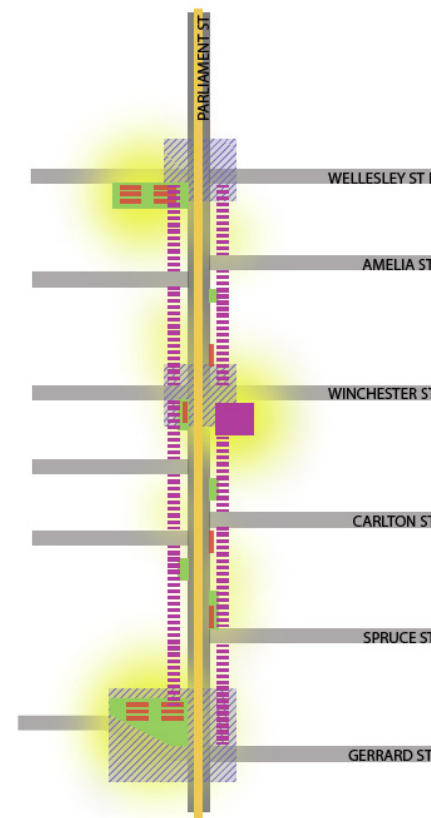 PARLIAMENT ST
WELLESLEY ST
AMELIA ST
WINCHESTER ST
CARLTON ST
SPRUCE ST
GERRARD ST